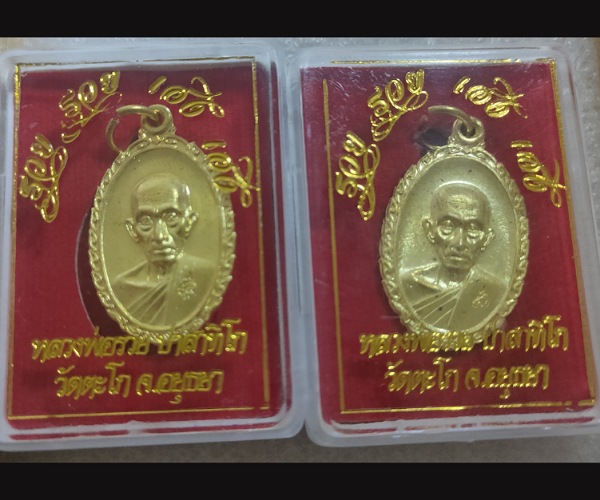 รวย รวย เฮง เฮง
หลวงพ่อรวย ปาสาทิโก
วัดตะโก จ.อยุธยา
รวย รวย เฮง เฮง
หลวงพ่อรวย ปาสาทิโก
วัดตะโก จ.อยุธยา